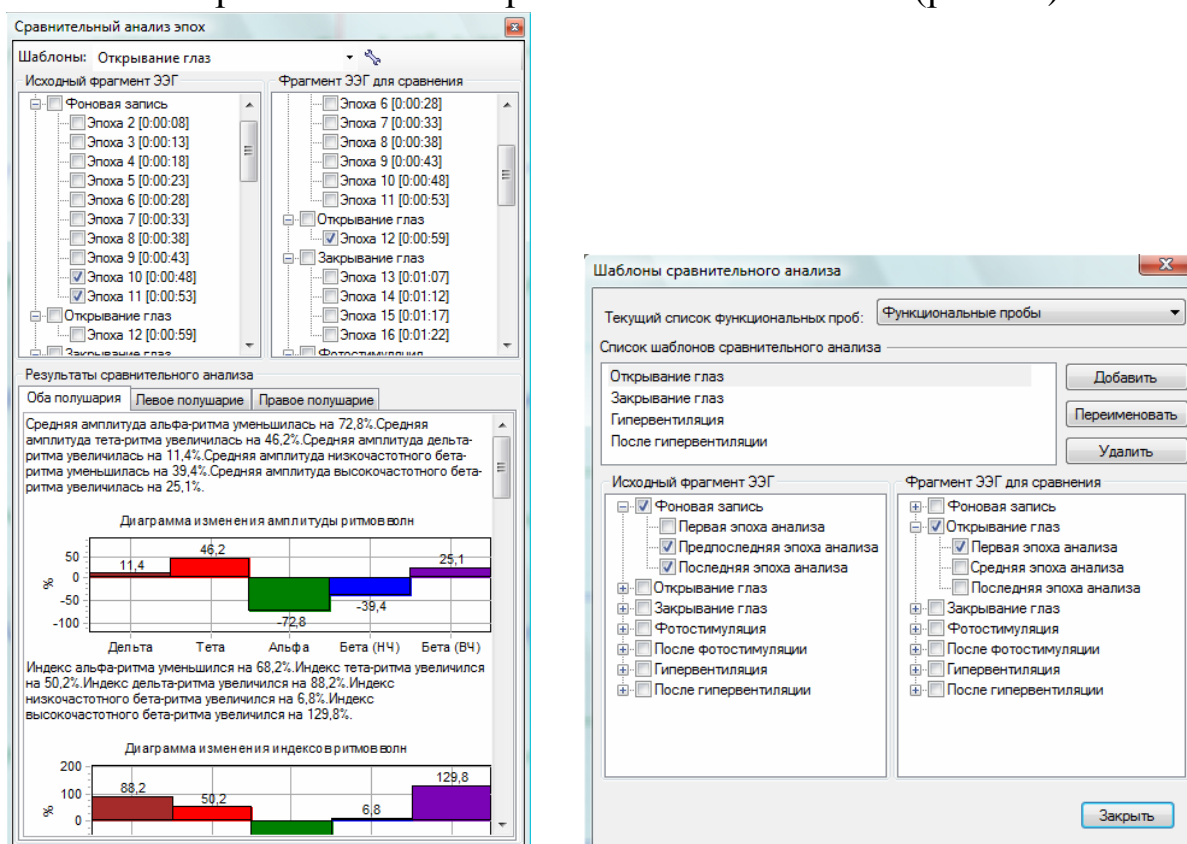 Сравнительный анализ эпох
Шаблоны: Открывание глаз
Исходный фрагмент ЭЭГ
Фоновая запись
Эпоха 2 [0:00:08]
Эпоха 3 [0:00:13]
Эпоха 4 [0:00:18]
Эпоха 5 [0:00:23]
Эпоха 6 [0:00:28]
Эпоха 7 [0:00:33]
Эпоха 8 [0:00:38]
Эпоха 9 [0:00:43]
Эпоха 10 [0:00:48]
Эпоха 11 [0:00:53]
Открывание глаз
Эпоха 12 [0:00:59]
Закрывание глаз
Фрагмент ЭЭГ для сравнения
Эпоха 6 [0:00:28]
Эпоха 7 [0:00:33]
Эпоха 8 [0:00:38]
Эпоха 9 [0:00:43]
Эпоха 10 [0:00:48]
Эпоха 11 [0:00:53]
Открывание глаз
Эпоха 12 [0:00:59]
Закрывание глаз
Эпоха 13 [0:01:07]
Эпоха 14 [0:01:12]
Эпоха 15 [0:01:17]
Эпоха 16 [0:01:22]
Фотостимуляция
Результаты сравнительного анализа
Оба полушария Левое полушарие Правое полушарие
Средняя амплитуда альфа-ритма уменьшилась на 72,8%.Средняя
амплитуда тета-ритма увеличилась на 46,2%.Средняя амплитуда дельта-
ритма увеличилась на 11,4%.Средняя амплитуда низкочастотного бета-
ритма уменьшилась на 39,4%.Средняя амплитуда высокочастотного бета-
ритма увеличилась на 25,1%.
Диаграмма изменения амплитуды ритмов волн
%
50
0
-50
-100
11,4
46,2
-72,8
-39,4
25,1
Дельта Тета Альфа Бета (НЧ) Бета (ВЧ)
Индекс альфа-ритма уменьшился на 68,2%.Индекс тета-ритма увеличился
на 50,2%.Индекс дельта-ритма увеличился на 88,2%.Индекс
низкочастотного бета-ритма увеличился на 6,8%.Индекс
высокочастотного бета-ритма увеличился на 129,8%.
Диаграмма изменения индексов ритмов волн
%
200
100
0
88,2
50,2
6,8
129,8
Шаблоны сравнительного анализа
Текущий список функциональных проб: Функциональные пробы
Список шаблонов сравнительного анализа
Открывание глаз
Закрывание глаз
Гипервентиляция
После гипервентиляции
Добавить
Переименовать
Удалить
Исходный фрагмент ЭЭГ
Фоновая запись
Первая эпоха анализа
Предпоследняя эпоха анализа
Последняя эпоха анализа
Открывание глаз
Закрывание глаз
Фотостимуляция
После фотостимуляции
Гипервентиляция
После гипервентиляции
Фрагмент ЭЭГ для сравнения
Фоновая запись
Открывание глаз
Первая эпоха анализа
Средняя эпоха анализа
Последняя эпоха анализа
Закрывание глаз
Фотостимуляция
После фотостимуляции
Гипервентиляция
После гипервентиляции
Закрыть